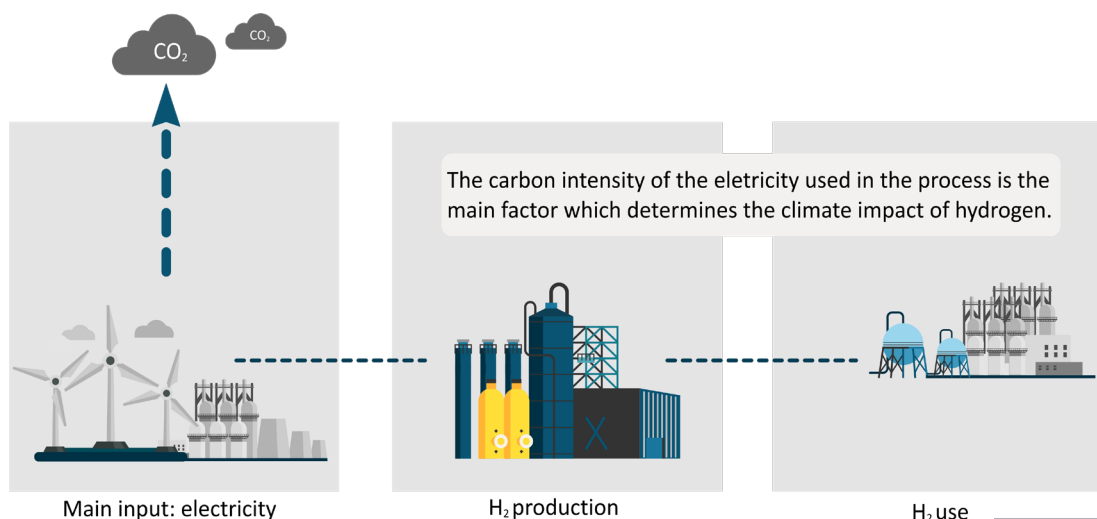 CO₂
CO₂
The carbon intensity of the eletricity used in the process is the
main factor which determines the climate impact of hydrogen.
Main input: electricity
H₂ production
H₂ use